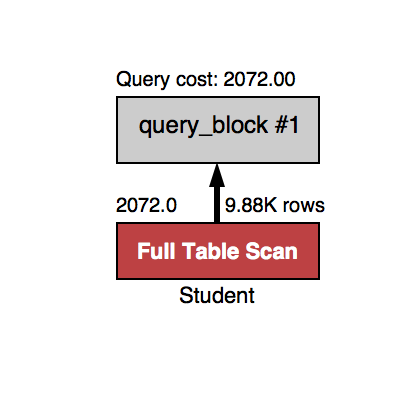 Query cost: 2072.00
query_block #1
2072.0 9.88K rows
Full Table Scan
Student